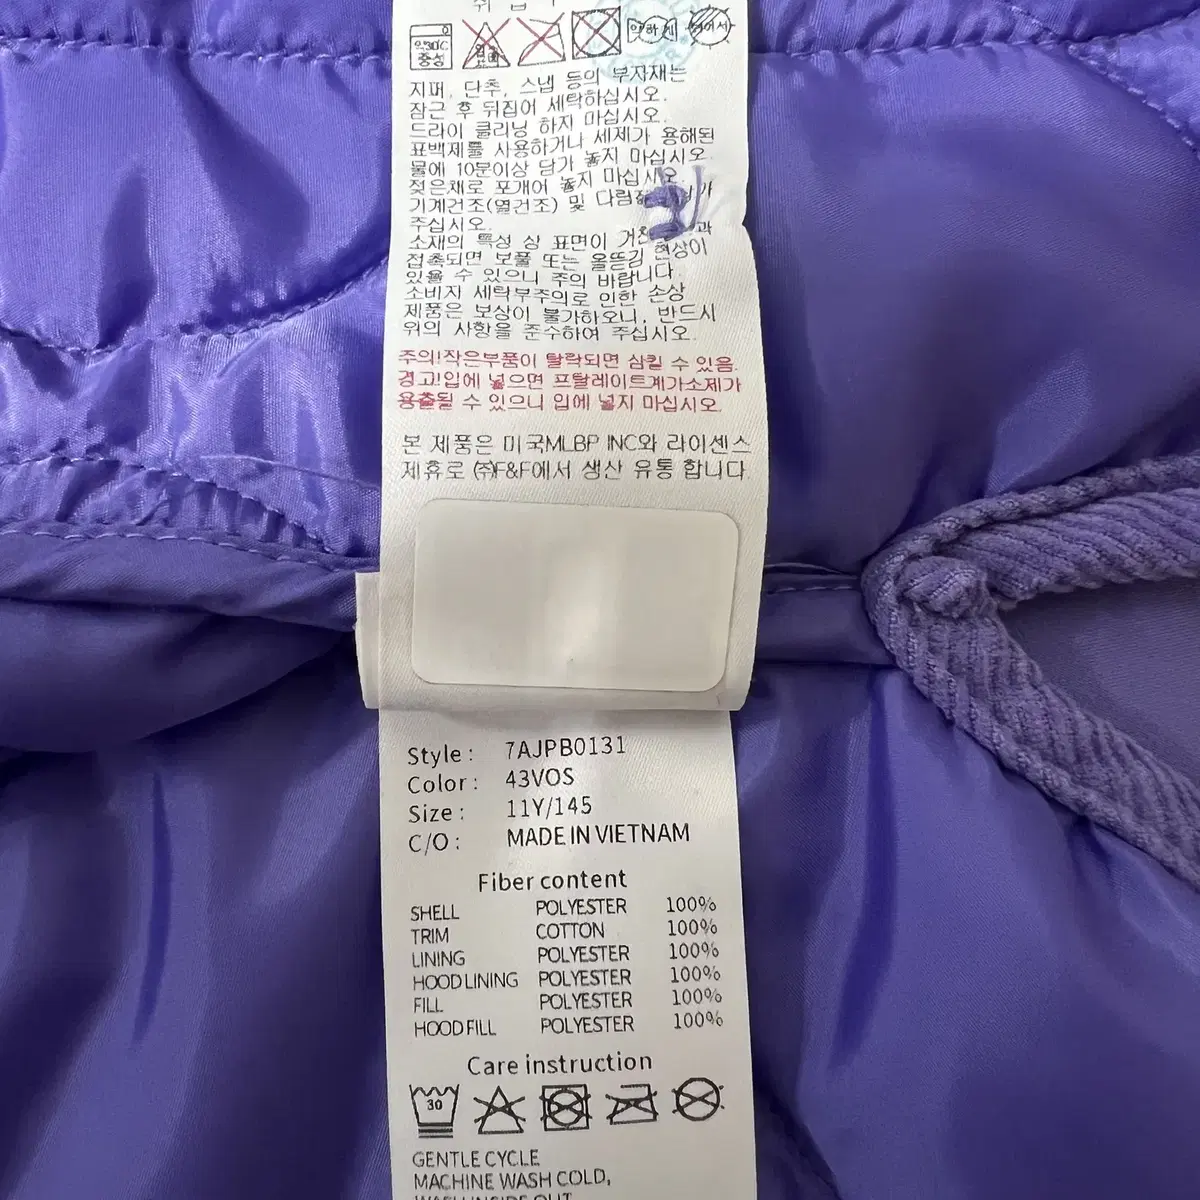 약30℃
중성
약하게
지퍼, 단추, 스냅 등의 부자재는
잠근 후 뒤집어 세탁하십시오.
드라이 클리닝 하지 마십시오.
표백제를 사용하거나 세제가 용해된
물에 10분이상 담가 놓지 마십시오.
젖은채로 포개어 놓지 마십시오.
기계건조(열건조) 및
주십시오.
소재의 특성 상 표면이
접촉되면 보풀 또는 올뜯김 현상이
있을 수 있으니 주의 바랍니다.
소비자 세탁부주의로 인한 손상
제품은 보상이 불가하오니, 반드시
위의 사항을 준수하여 주십시오.
주의!작은부품이 탈락되면 삼킬 수 있음.
경고!입에 넣으면 프탈레이트계가소제가
용출될 수 있으니 입에 넣지 마십시오.
본 제품은 미국MLBP INC와 라이센스
제휴로 (주)F&F에서 생산 유통 합니다.
Style : 7AJPB0131
Color : 43VOS
Size : 11Y/145
C/O : MADE IN VIETNAM
Fiber content
SHELL POLYESTER 100%
TRIM COTTON 100%
LINING POLYESTER 100%
HOOD LINING POLYESTER 100%
FILL POLYESTER 100%
HOOD FILL POLYESTER 100%
Care instruction
30
GENTLE CYCLE
MACHINE WASH COLD,
WASH INSIDE OUT